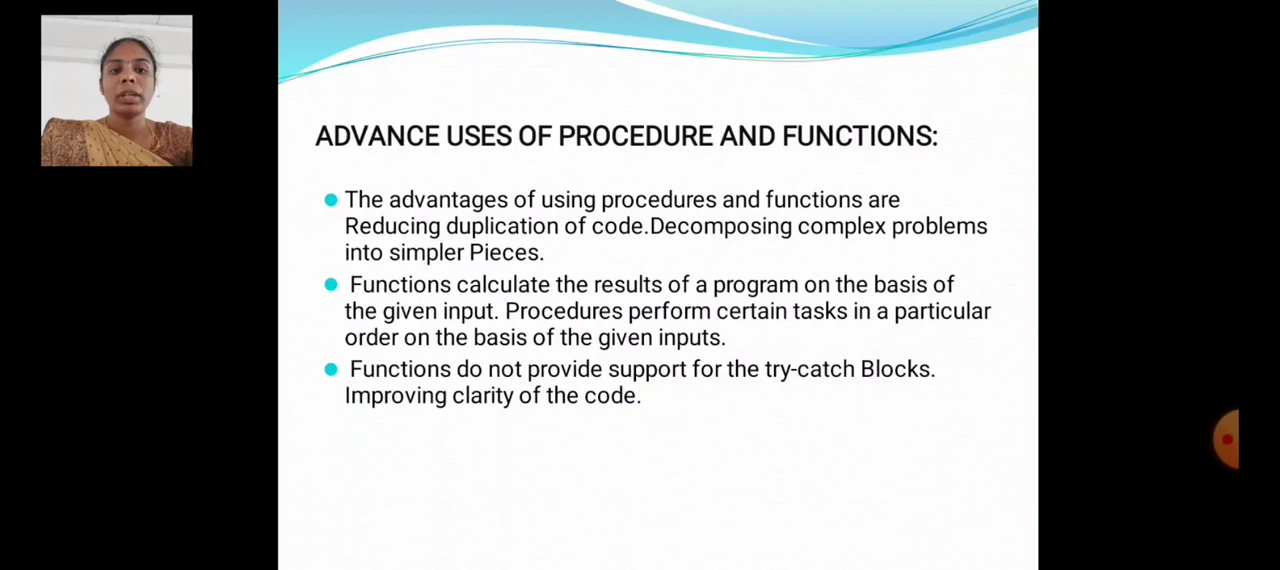 ADVANCE USES OF PROCEDURE AND FUNCTIONS:
The advantages of using procedures and functions are
Reducing duplication of code.Decomposing complex problems
into simpler Pieces.
Functions calculate the results of a program on the basis of
the given input. Procedures perform certain tasks in a particular
order on the basis of the given inputs.
Functions do not provide support for the try-catch Blocks.
Improving clarity of the code.